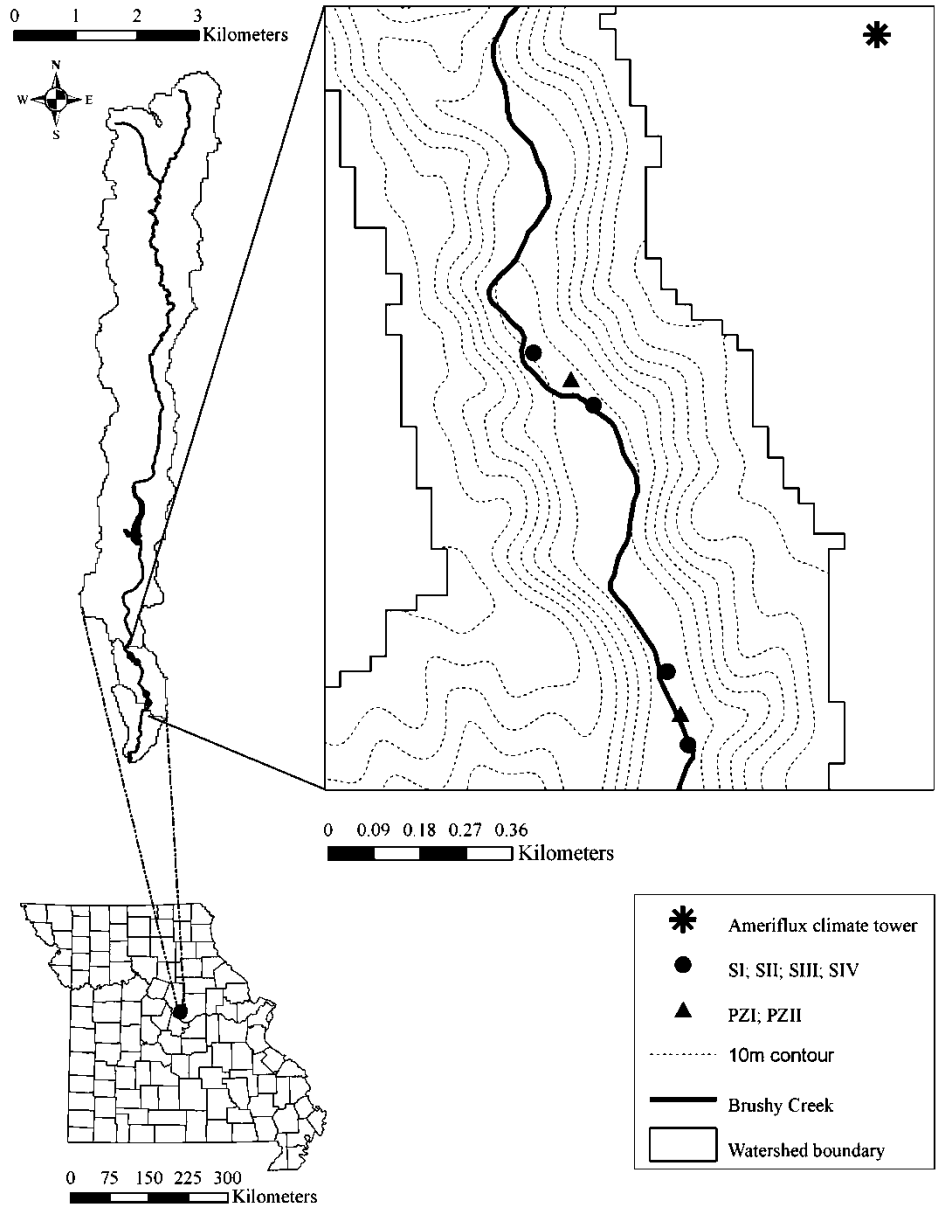 0 1 2 3
Kilometers
N
W E
S
0 0.09 0.18 0.27 0.36
Kilometers
Ameriflux climate tower
SI; SII; SIII; SIV
PZI; PZII
10m contour
Brushy Creek
Watershed boundary
0 75 150 225 300
Kilometers